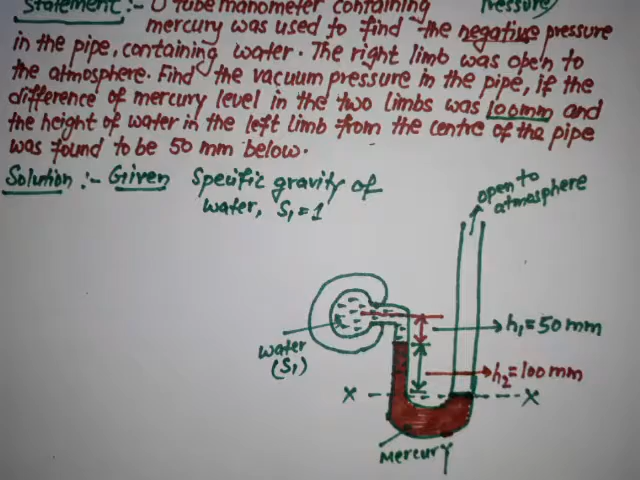 Statement :- U tube manometer containing Pressure)
mercury was used to find the negative pressure
in the pipe, containing water. The right limb was open to
the atmosphere. Find the vacuum pressure in the pipe, if the
difference of mercury level in the two limbs was 100mm and
the height of water in the left limb from the centre of the pipe
was found to be 50 mm below.
Solution :- Given Specific gravity of
water, S₁=1
open to
atmosphere
h₁=50mm
water
(S₁)
h₂=100mm
X X
Mercury